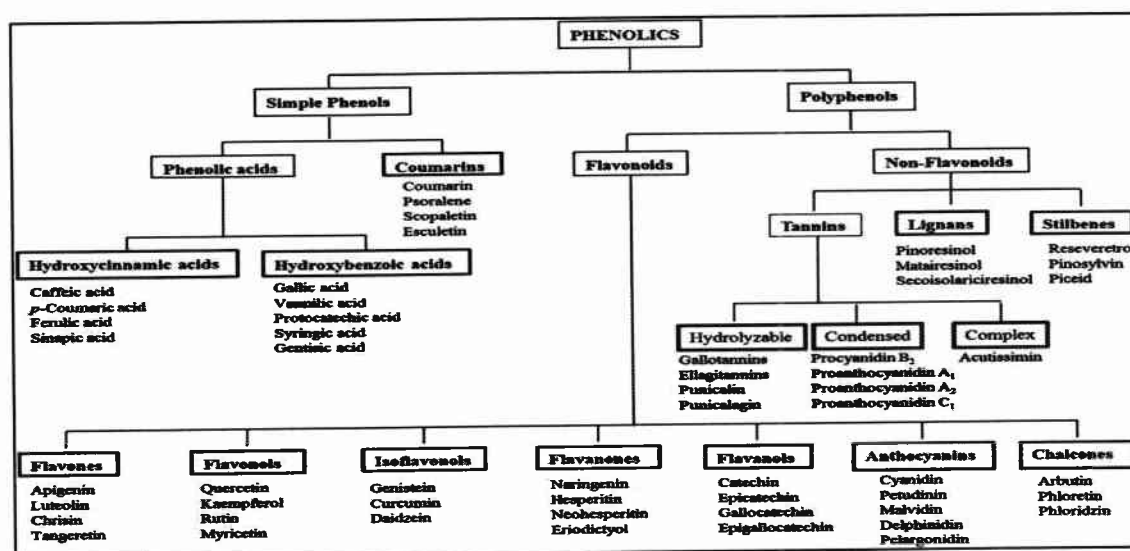 PHENOLICS
Simple Phenols
Polyphenols
Phenolic acids
Coumarins
Coumarin
Psoralene
Scopaletin
Esculetin
Flavonoids
Non-Flavonoids
Hydroxycinnamic acids
Caffeic acid
p-Coumaric acid
Ferulic acid
Sinapic acid
Hydroxybenzoic acids
Gallic acid
Vannilic acid
Protocatechic acid
Syringic acid
Gentisic acid
Tannins
Lignans
Pinoresinol
Matairesinol
Secoisolariciresinol
Stilbenes
Reseveretro
Pinosylvin
Piceid
Hydrolyzable
Gallotannins
Ellagitannins
Punicalin
Punicalagin
Condensed
Procyanidin B₂
Proanthocyanidin A₁
Proanthocyanidin A₂
Proanthocyanidin C₁
Complex
Acutissimin
Flavones
Apigenin
Luteolin
Chrisin
Tangeretin
Flavonols
Quercetin
Kaempferol
Rutin
Myricetin
Isoflavonols
Genistein
Curcumin
Daidzein
Flavanones
Naringenin
Hesperitin
Neohesperitin
Eriodictyol
Flavanols
Catechin
Epicatechin
Gallocatechin
Epigallocatechin
Anthocyanins
Cyanidin
Petudinin
Malvidin
Delphinidin
Pelargonidin
Chalcones
Arbutin
Phloretin
Phloridzin